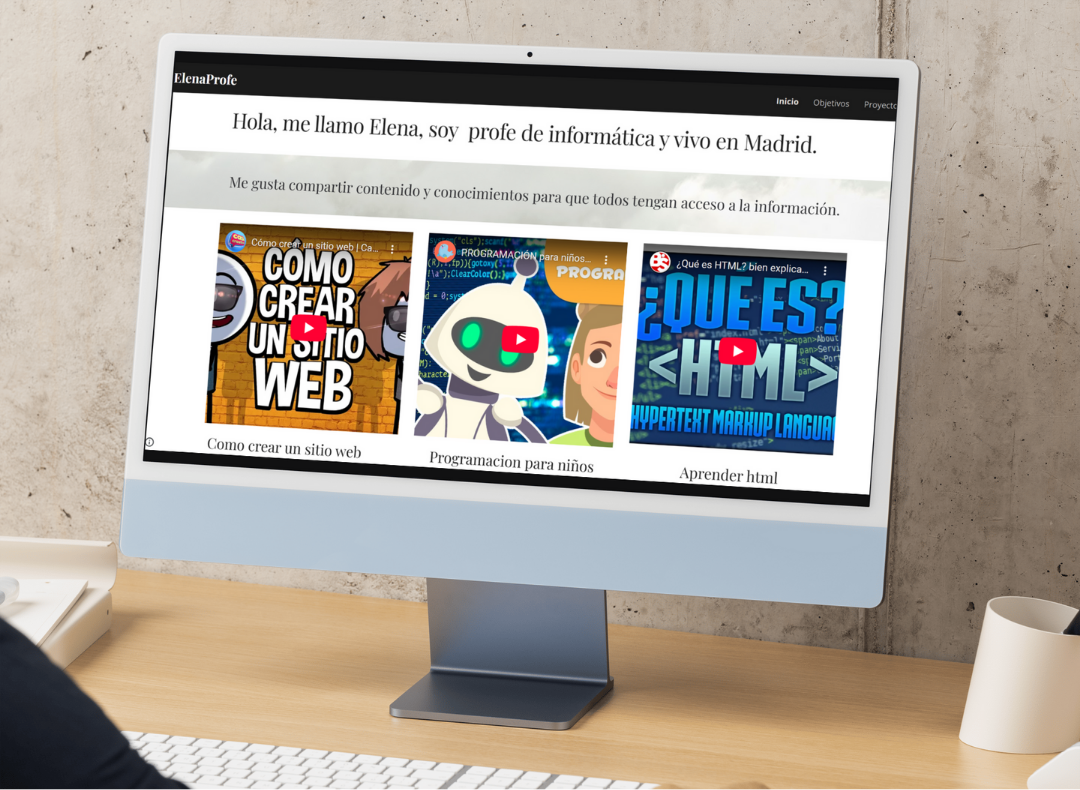 ElenaProfe
Inicio Objetivos Proyecto
Hola, me llamo Elena, soy profe de informática y vivo en Madrid.
Me gusta compartir contenido y conocimientos para que todos tengan acceso a la información.
Cómo crear un sitio web | Ca...
CÓMO
CREAR
UN SITIO
WEB
Como crear un sitio web
PROGRAMACIÓN para niños...
PROGRA
Programacion para niños
¿Qué es HTML? bien explica...
¿QUE ES?
<HTML>
HYPERTEXT MARKUP LANGUA
Aprender html